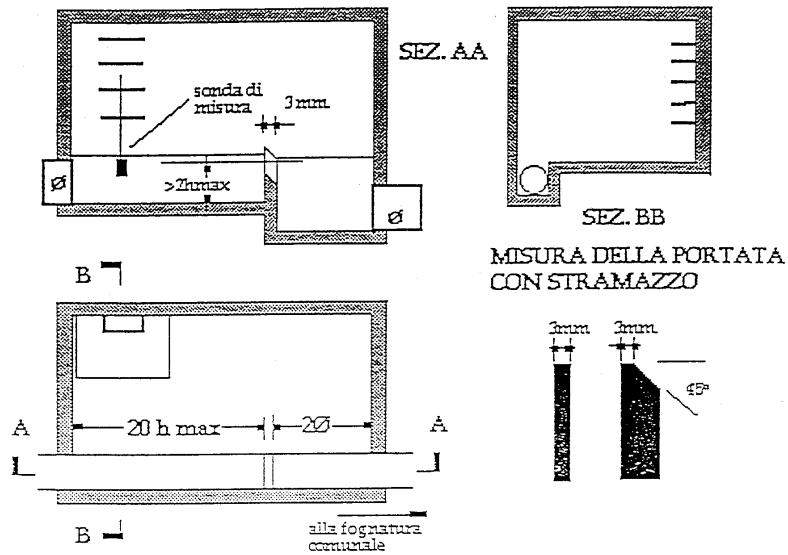 SEZ. AA
sonda di
misura
3mm
>2hmax
Ø
Ø
SEZ. BB
B
MISURA DELLA PORTATA
CON STRAMAZZO
3mm
3mm
45°
A
20 h max
2Ø
A
B
alla fognatura
comunale